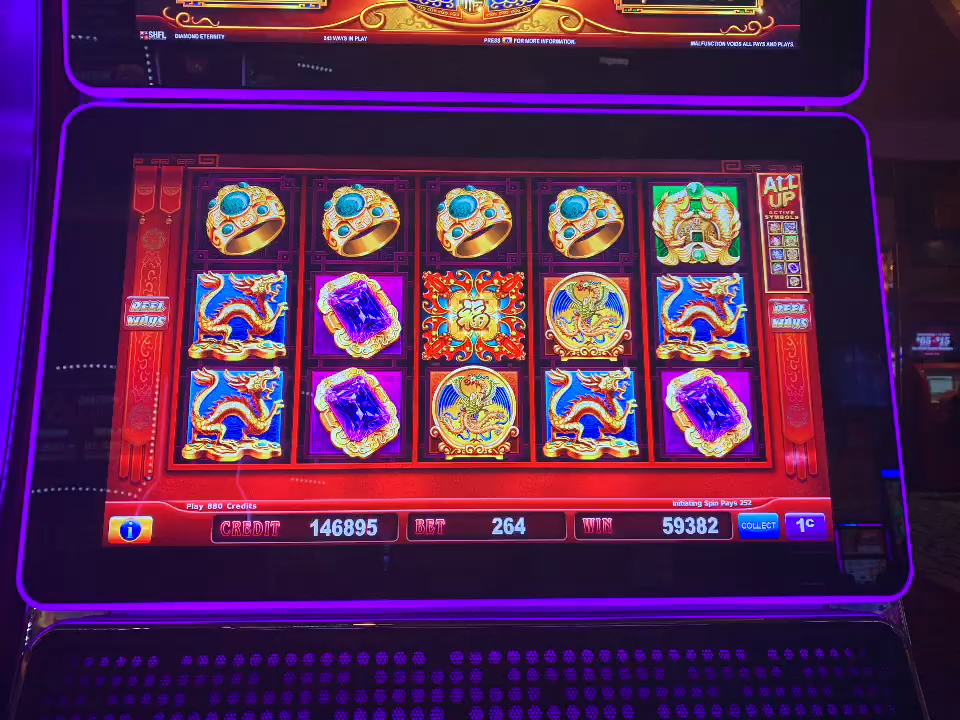 SHFL DIAMOND ETERNITY 243 WAYS IN PLAY PRESS FOR MORE INFORMATION. MALFUNCTION VOIDS ALL PAYS AND PLAYS.
ALL
UP
ACTIVE
SYMBOLS
REEL
WAYS
福
REEL
WAYS
Play 880 Credits
Initiating Spin Pays 252
i CREDIT 146895 BET 264 WIN 59382 COLLECT 1¢